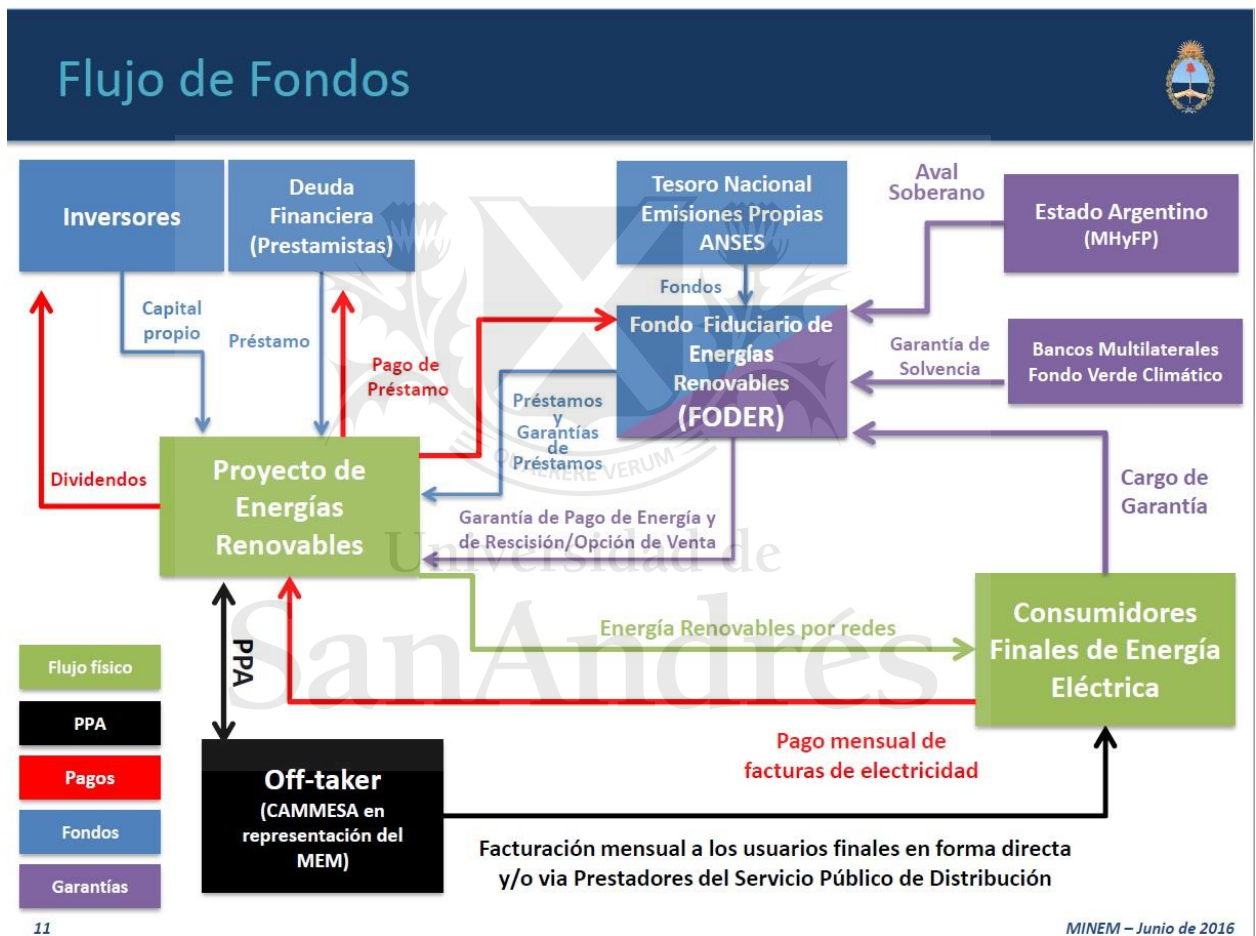 Flujo de Fondos
Inversores
Deuda
Financiera
(Prestamistas)
Tesoro Nacional
Emisiones Propias
ANSES
Aval
Soberano
Estado Argentino
(MHyFP)
Capital
propio
Préstamo
Pago de
Préstamo
Fondos
Fondo Fiduciario de
Energías
Renovables
(FODER)
Garantía de
Solvencia
Bancos Multilaterales
Fondo Verde Climático
Préstamos
y
Garantías
de
Préstamos
QUAERERE VERUM
Dividendos
Proyecto de
Energías
Renovables
Cargo de
Garantía
Garantía de Pago de Energía y
de Rescisión/Opción de Venta
Universidad de
SanAndrés
Energía Renovables por redes
Consumidores
Finales de Energía
Eléctrica
PPA
Flujo físico
PPA
Pagos
Fondos
Garantías
Pago mensual de
facturas de electricidad
Off-taker
(CAMMESA en
representación del
MEM)
Facturación mensual a los usuarios finales en forma directa
y/o via Prestadores del Servicio Público de Distribución
11
MINEM – Junio de 2016